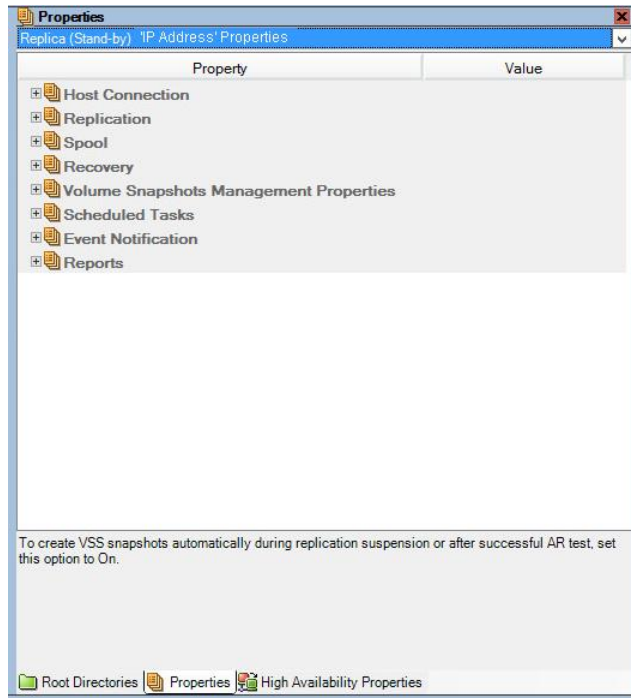 Properties
Replica (Stand-by) 'IP Address' Properties
Property Value
Host Connection
Replication
Spool
Recovery
Volume Snapshots Management Properties
Scheduled Tasks
Event Notification
Reports
To create VSS snapshots automatically during replication suspension or after successful AR test, set
this option to On.
Root Directories Properties High Availability Properties